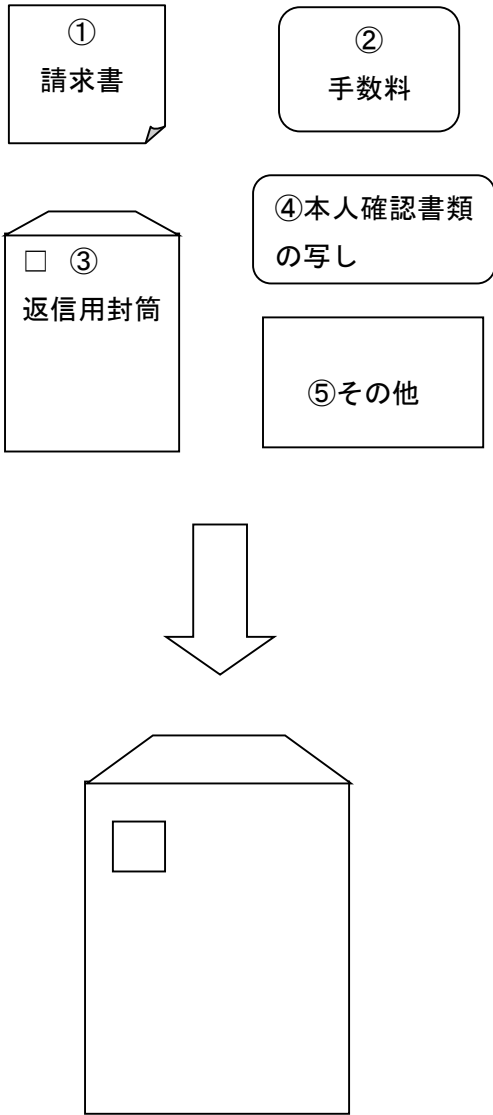 ①
請求書
②
手数料
④本人確認書類
の写し
③
返信用封筒
⑤その他